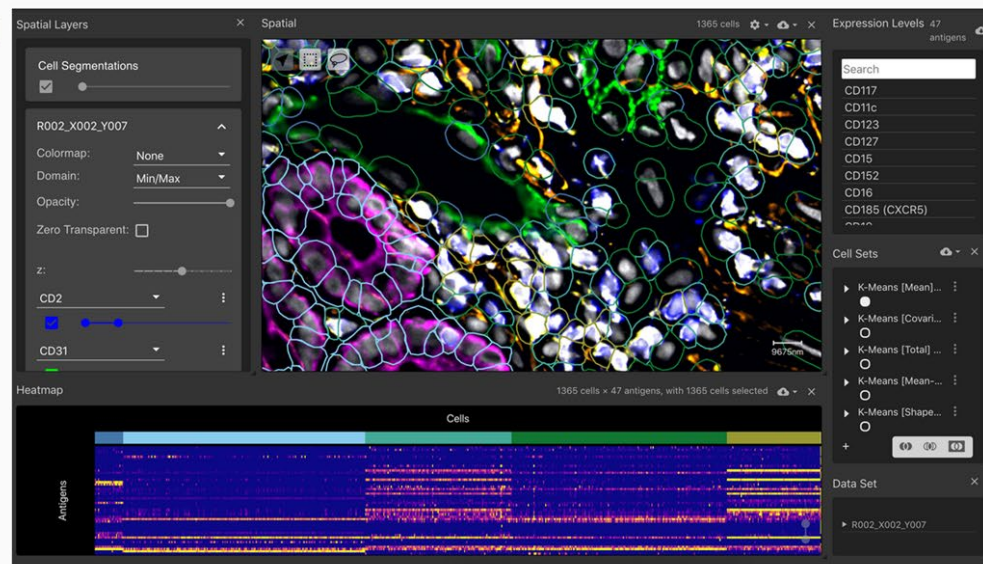 Spatial Layers
Cell Segmentations
R002_X002_Y007
Colormap: None
Domain: Min/Max
Opacity:
Zero Transparent:
z:
CD2
CD31
Spatial 1365 cells
9675nm
Expression Levels 47
antigens
Search
CD117
CD11c
CD123
CD127
CD15
CD152
CD16
CD185 (CXCR5)
Cell Sets
K-Means [Mean]...
K-Means [Covari...
K-Means [Total] ...
K-Means [Mean-...
K-Means [Shape...
+
Heatmap 1365 cells × 47 antigens, with 1365 cells selected
Cells
Antigens
Data Set
R002_X002_Y007